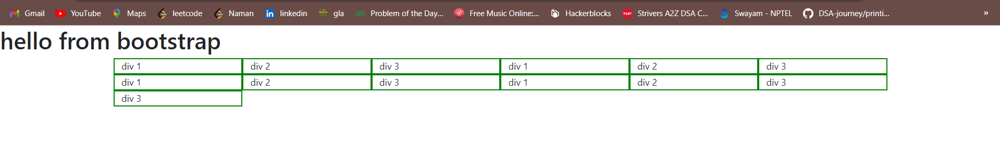 Gmail YouTube Maps leetcode Naman linkedin gla Problem of the Day... Free Music Online:... Hackerblocks Strivers A2Z DSA C... Swayam - NPTEL DSA-journey/printi... »
hello from bootstrap
div 1 div 2 div 3 div 1 div 2 div 3
div 1 div 2 div 3 div 1 div 2 div 3
div 3